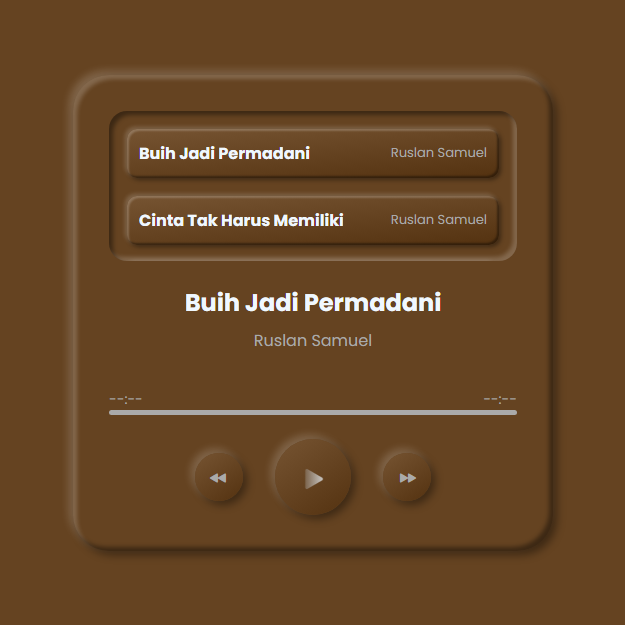 Buih Jadi Permadani Ruslan Samuel
Cinta Tak Harus Memiliki Ruslan Samuel
Buih Jadi Permadani
Ruslan Samuel
--:-- --:--